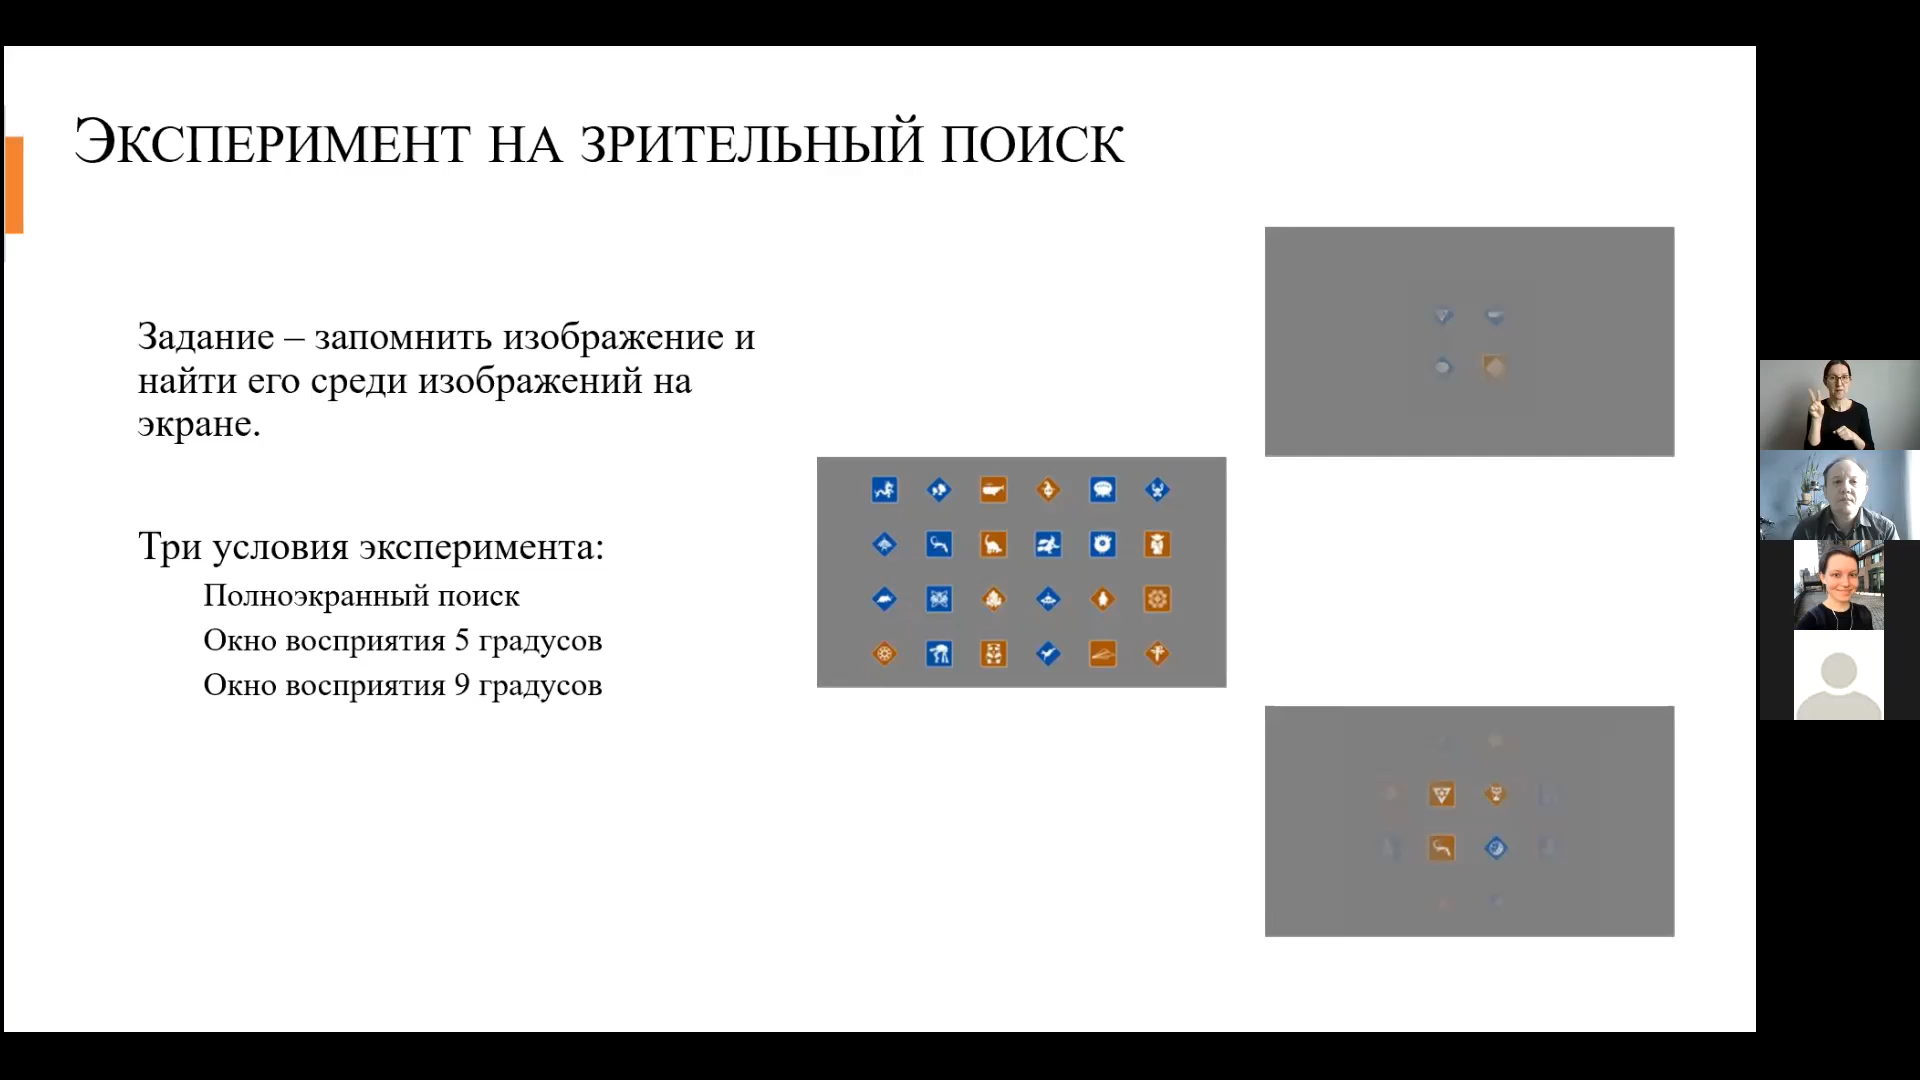 Эксперимент на зрительный поиск
Задание – запомнить изображение и
найти его среди изображений на
экране.
Три условия эксперимента:
Полноэкранный поиск
Окно восприятия 5 градусов
Окно восприятия 9 градусов